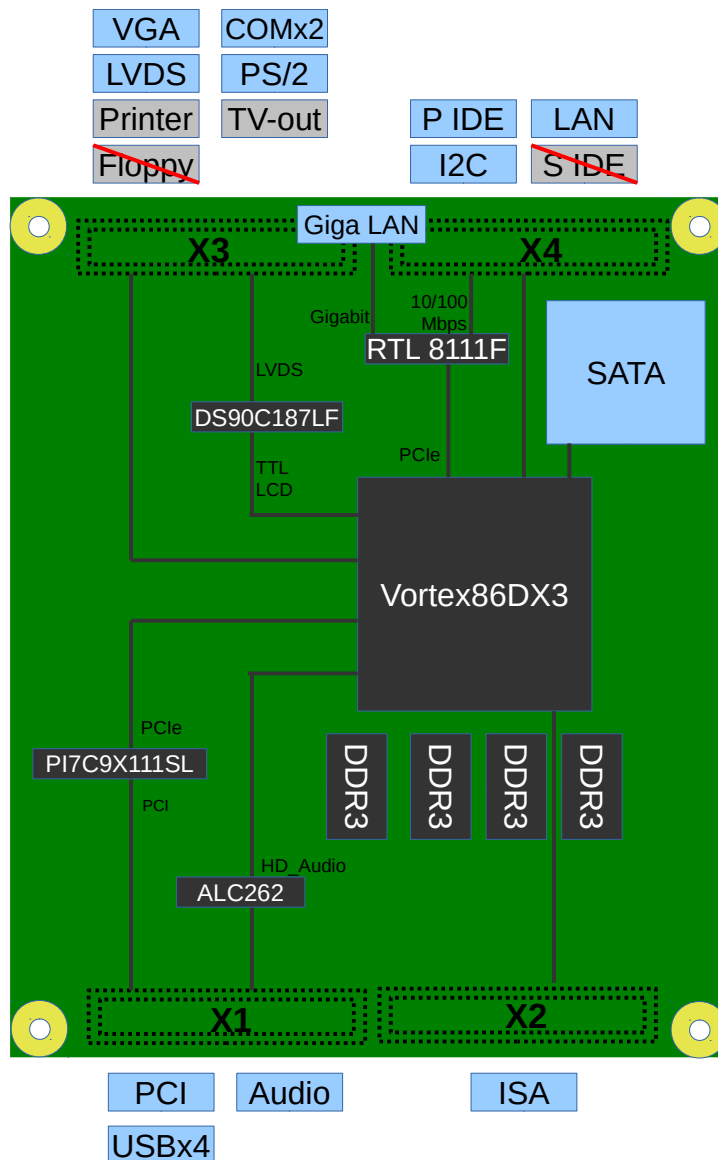 VGA COMx2
LVDS PS/2
Printer TV-out P IDE LAN
Floppy I2C S IDE
Giga LAN
X3 X4
10/100
Gigabit Mbps
RTL 8111F
LVDS SATA
DS90C187LF
PCIe
TTL
LCD
Vortex86DX3
PCIe
PI7C9X111SL
PCI
DDR3 DDR3 DDR3 DDR3
HD_Audio
ALC262
X1 X2
PCI Audio ISA
USBx4